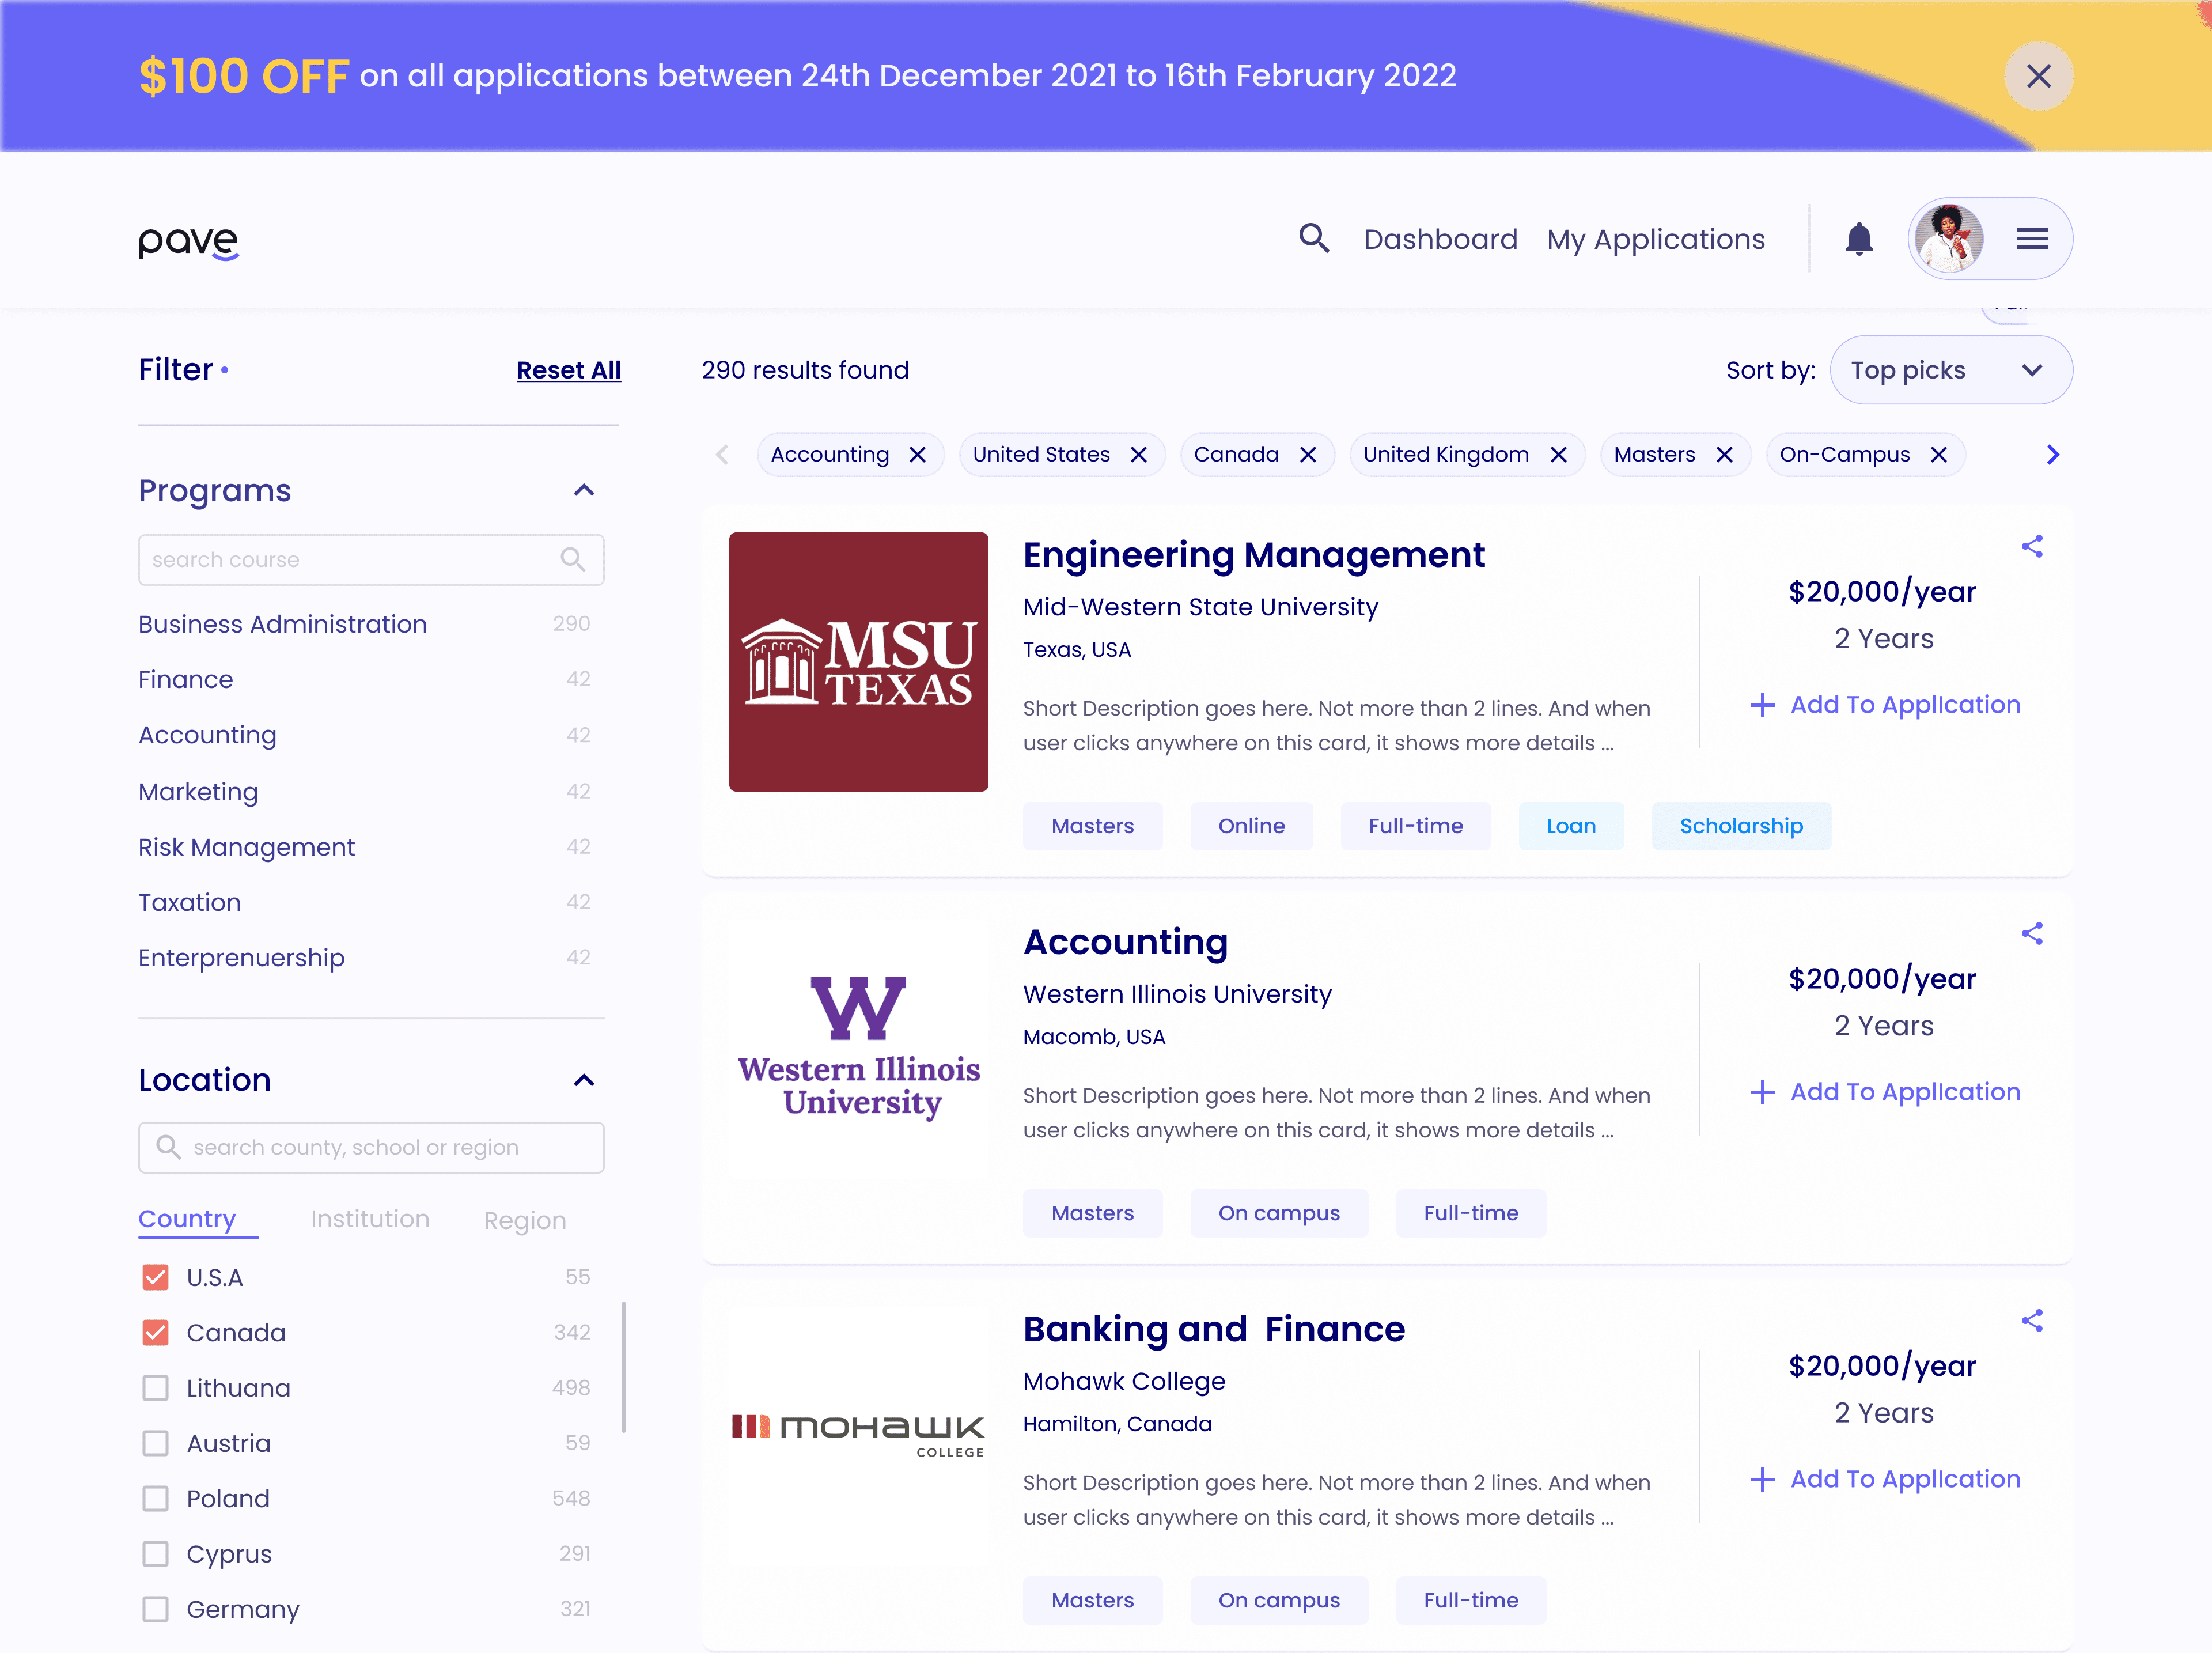 $100 OFF on all applications between 24th December 2021 to 16th February 2022
pave
Dashboard
My Applications
Filter
Reset All
290 results found
Sort by:
Top picks
Accounting
United States
Canada
United Kingdom
Masters
On-Campus
Programs
search course
Business Administration 290
Finance 42
Accounting 42
Marketing 42
Risk Management 42
Taxation 42
Enterprenuership 42
Location
search county, school or region
Country
Institution
Region
U.S.A 55
Canada 342
Lithuana 498
Austria 59
Poland 548
Cyprus 291
Germany 321
MSU
TEXAS
Engineering Management
Mid-Western State University
Texas, USA
Short Description goes here. Not more than 2 lines. And when
user clicks anywhere on this card, it shows more details ...
$20,000/year
2 Years
Add To ApplIcation
Masters
Online
Full-time
Loan
Scholarship
W
Western Illinois
University
Accounting
Western Illinois University
Macomb, USA
Short Description goes here. Not more than 2 lines. And when
user clicks anywhere on this card, it shows more details ...
$20,000/year
2 Years
Add To ApplIcation
Masters
On campus
Full-time
mohawk
COLLEGE
Banking and  Finance
Mohawk College
Hamilton, Canada
Short Description goes here. Not more than 2 lines. And when
user clicks anywhere on this card, it shows more details ...
$20,000/year
2 Years
Add To ApplIcation
Masters
On campus
Full-time